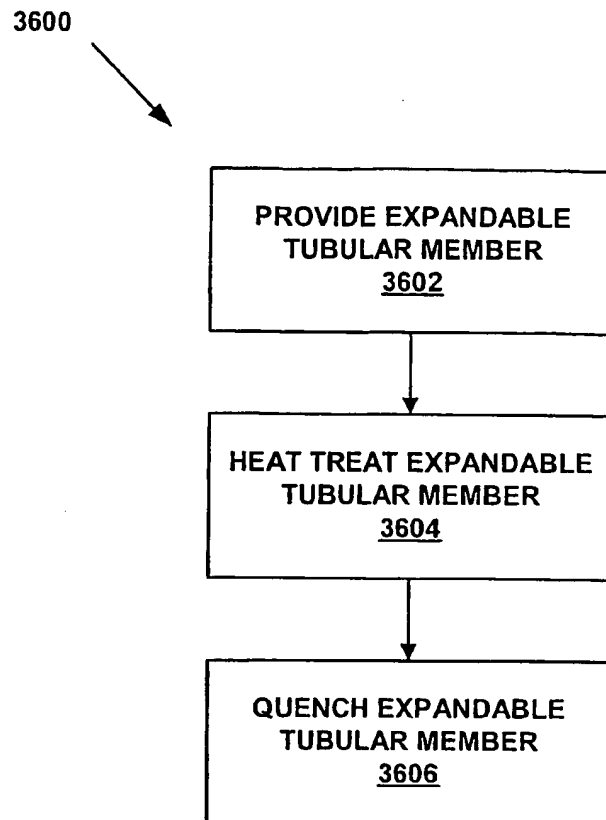 3600
PROVIDE EXPANDABLE
TUBULAR MEMBER
3602
HEAT TREAT EXPANDABLE
TUBULAR MEMBER
3604
QUENCH EXPANDABLE
TUBULAR MEMBER
3606